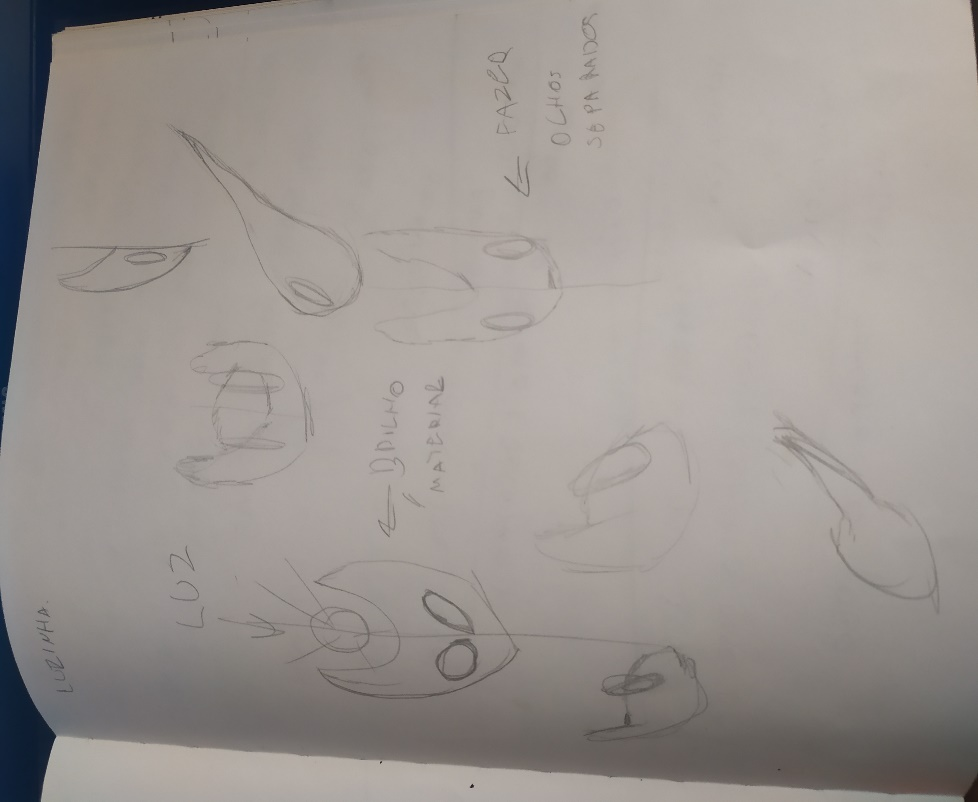 LUZINHA.
LUZ
BRILHO
MATERIAL
FAZER
OLHOS
SEPARADOS